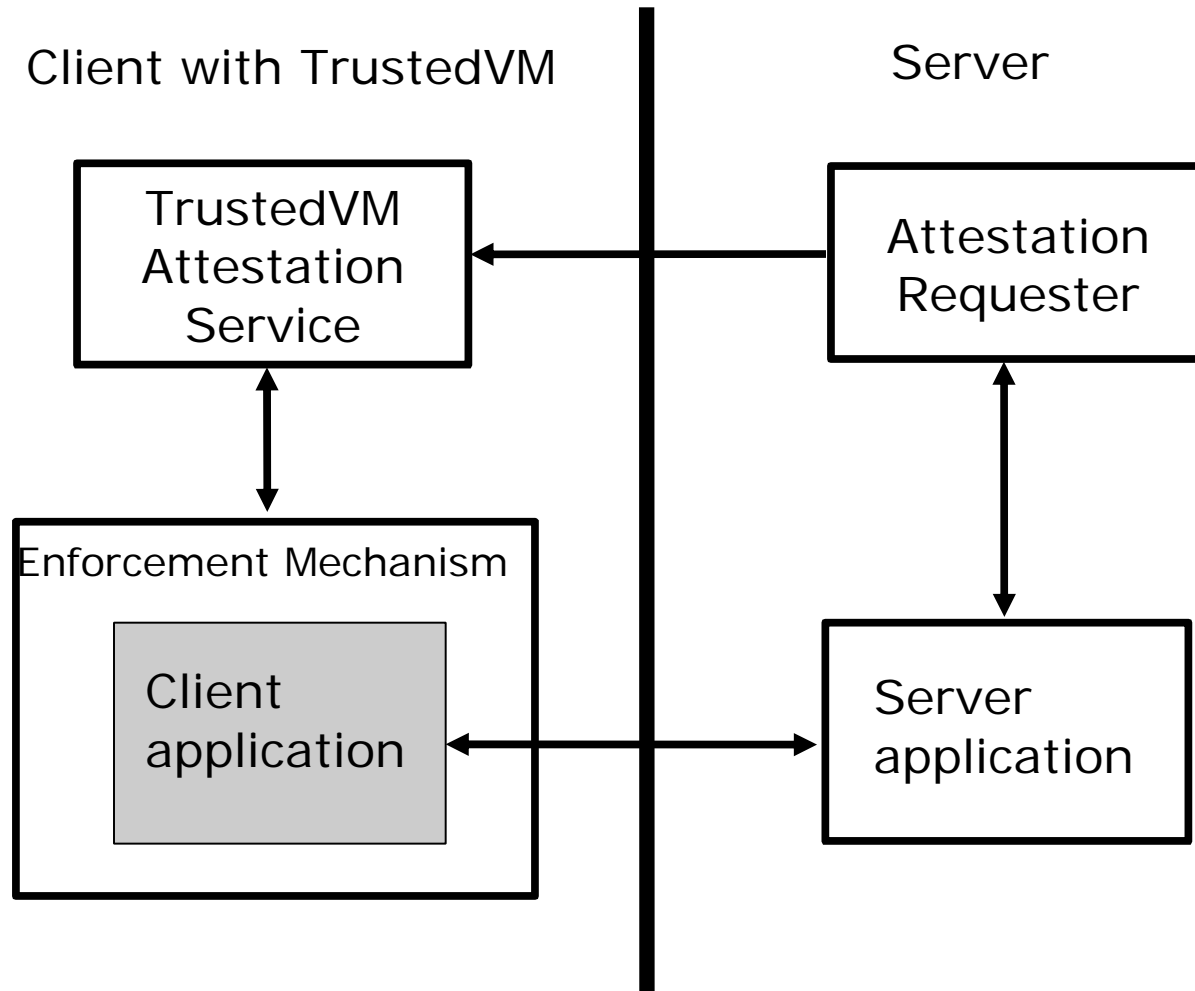 Client with TrustedVM
Server
TrustedVM
Attestation
Service
Attestation
Requester
Enforcement Mechanism
Client
application
Server
application